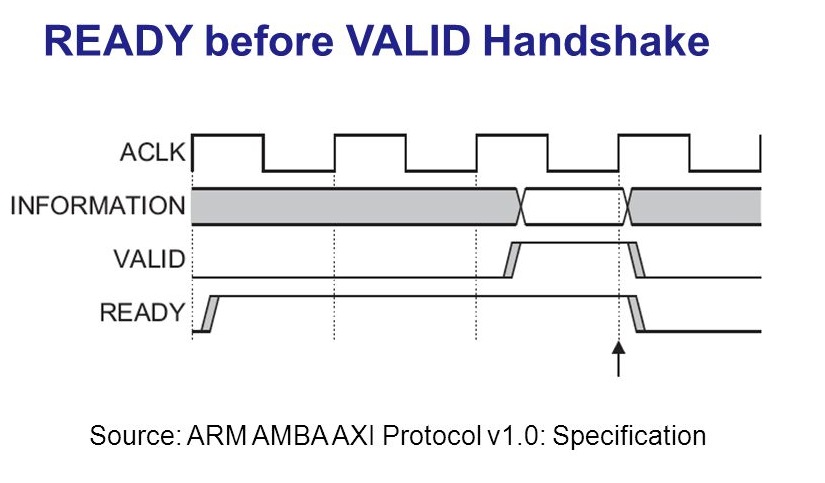 READY before VALID Handshake
ACLK
INFORMATION
VALID
READY
Source: ARM AMBA AXI Protocol v1.0: Specification